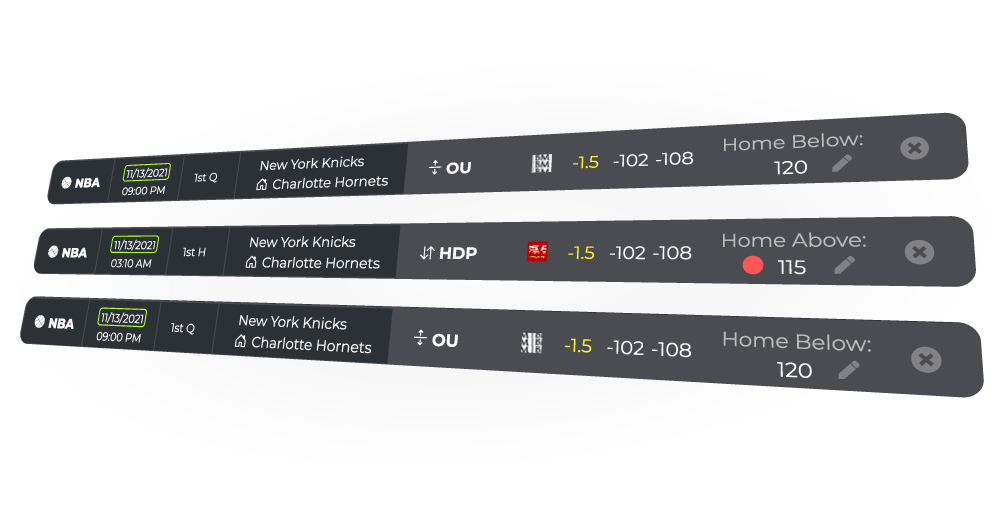 NBA
11/13/2021
09:00 PM
1st Q
New York Knicks
Charlotte Hornets
OU
-1.5
-102 -108
Home Below:
120
NBA
11/13/2021
03:10 AM
1st H
New York Knicks
Charlotte Hornets
HDP
-1.5
-102 -108
Home Above:
115
NBA
11/13/2021
09:00 PM
1st Q
New York Knicks
Charlotte Hornets
OU
-1.5
-102 -108
Home Below:
120